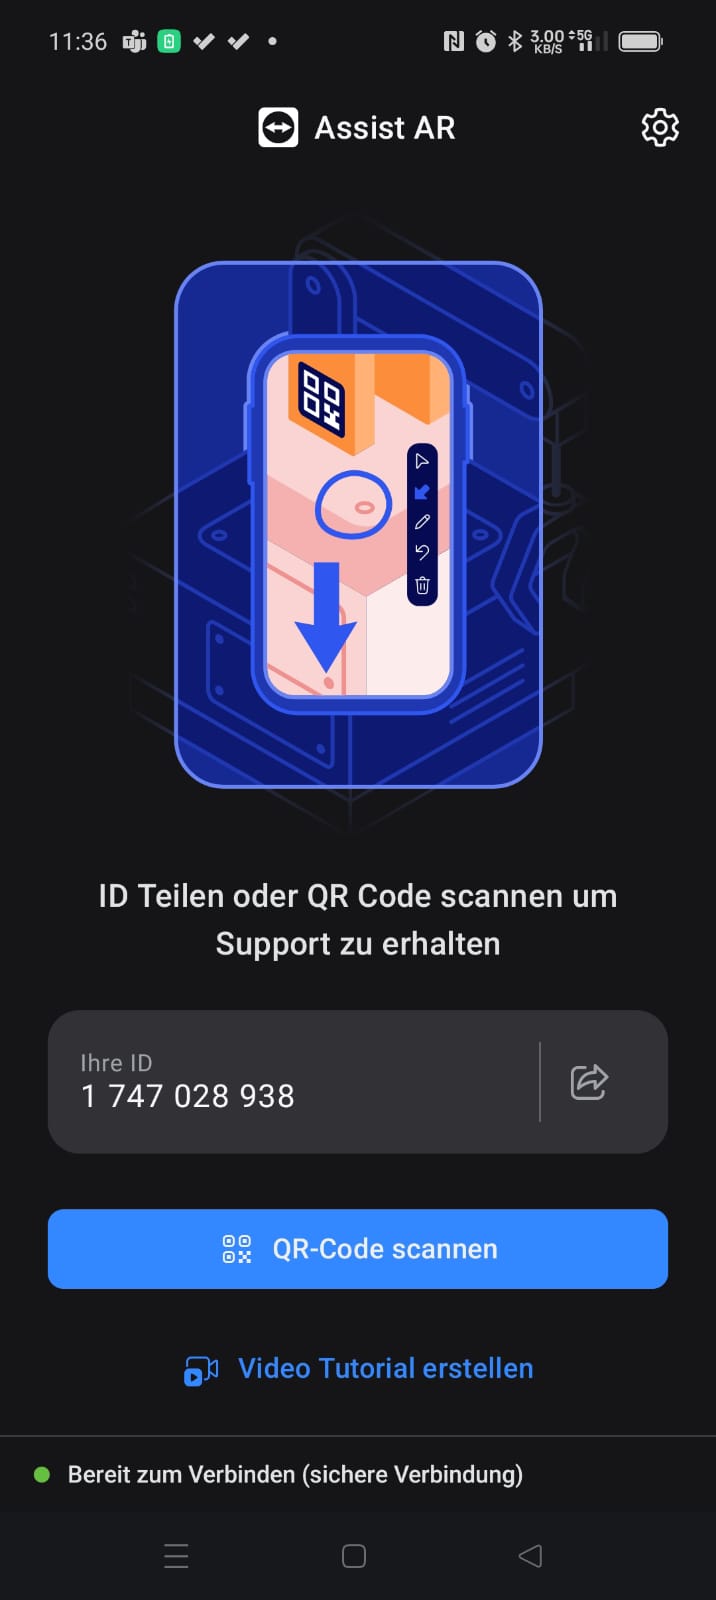 11:36
3.00 KB/S 5G
Assist AR
ID Teilen oder QR Code scannen um
Support zu erhalten
Ihre ID
1 747 028 938
QR-Code scannen
Video Tutorial erstellen
Bereit zum Verbinden (sichere Verbindung)